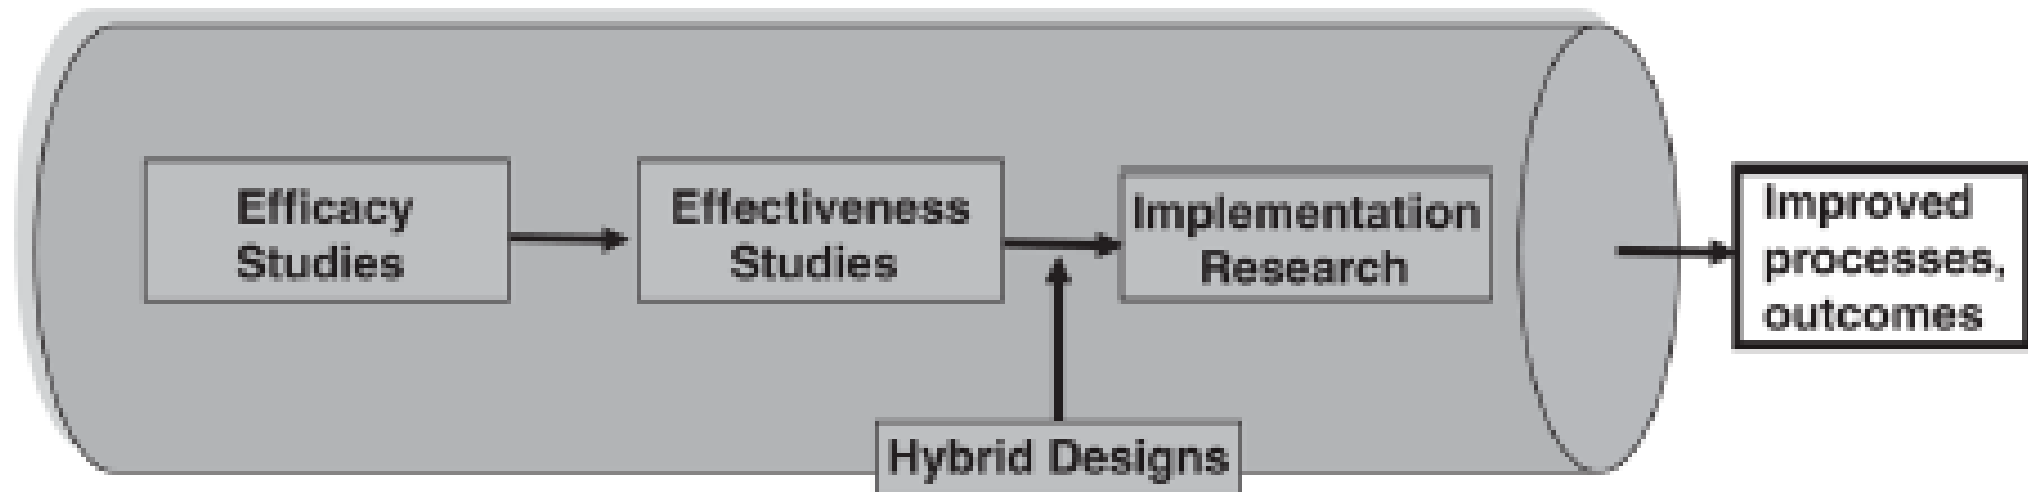 Efficacy
Studies
Effectiveness
Studies
Implementation
Research
Improved
processes,
outcomes
Hybrid Designs